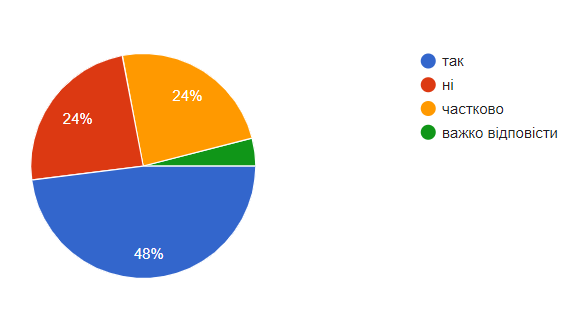 24%
24%
48%
так
ні
частково
важко відповісти